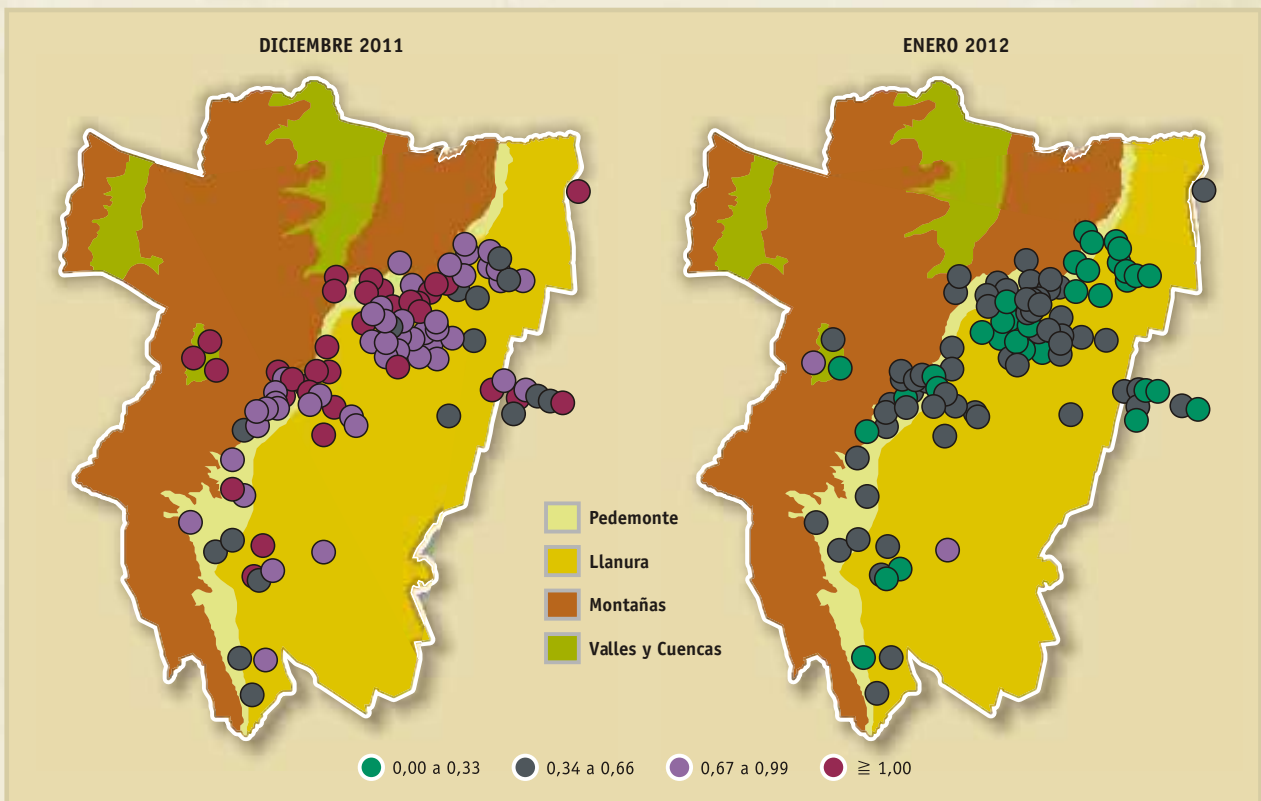 DICIEMBRE 2011
ENERO 2012
Pedemonte
Llanura
Montañas
Valles y Cuencas
0,00 a 0,33
0,34 a 0,66
0,67 a 0,99
≧ 1,00